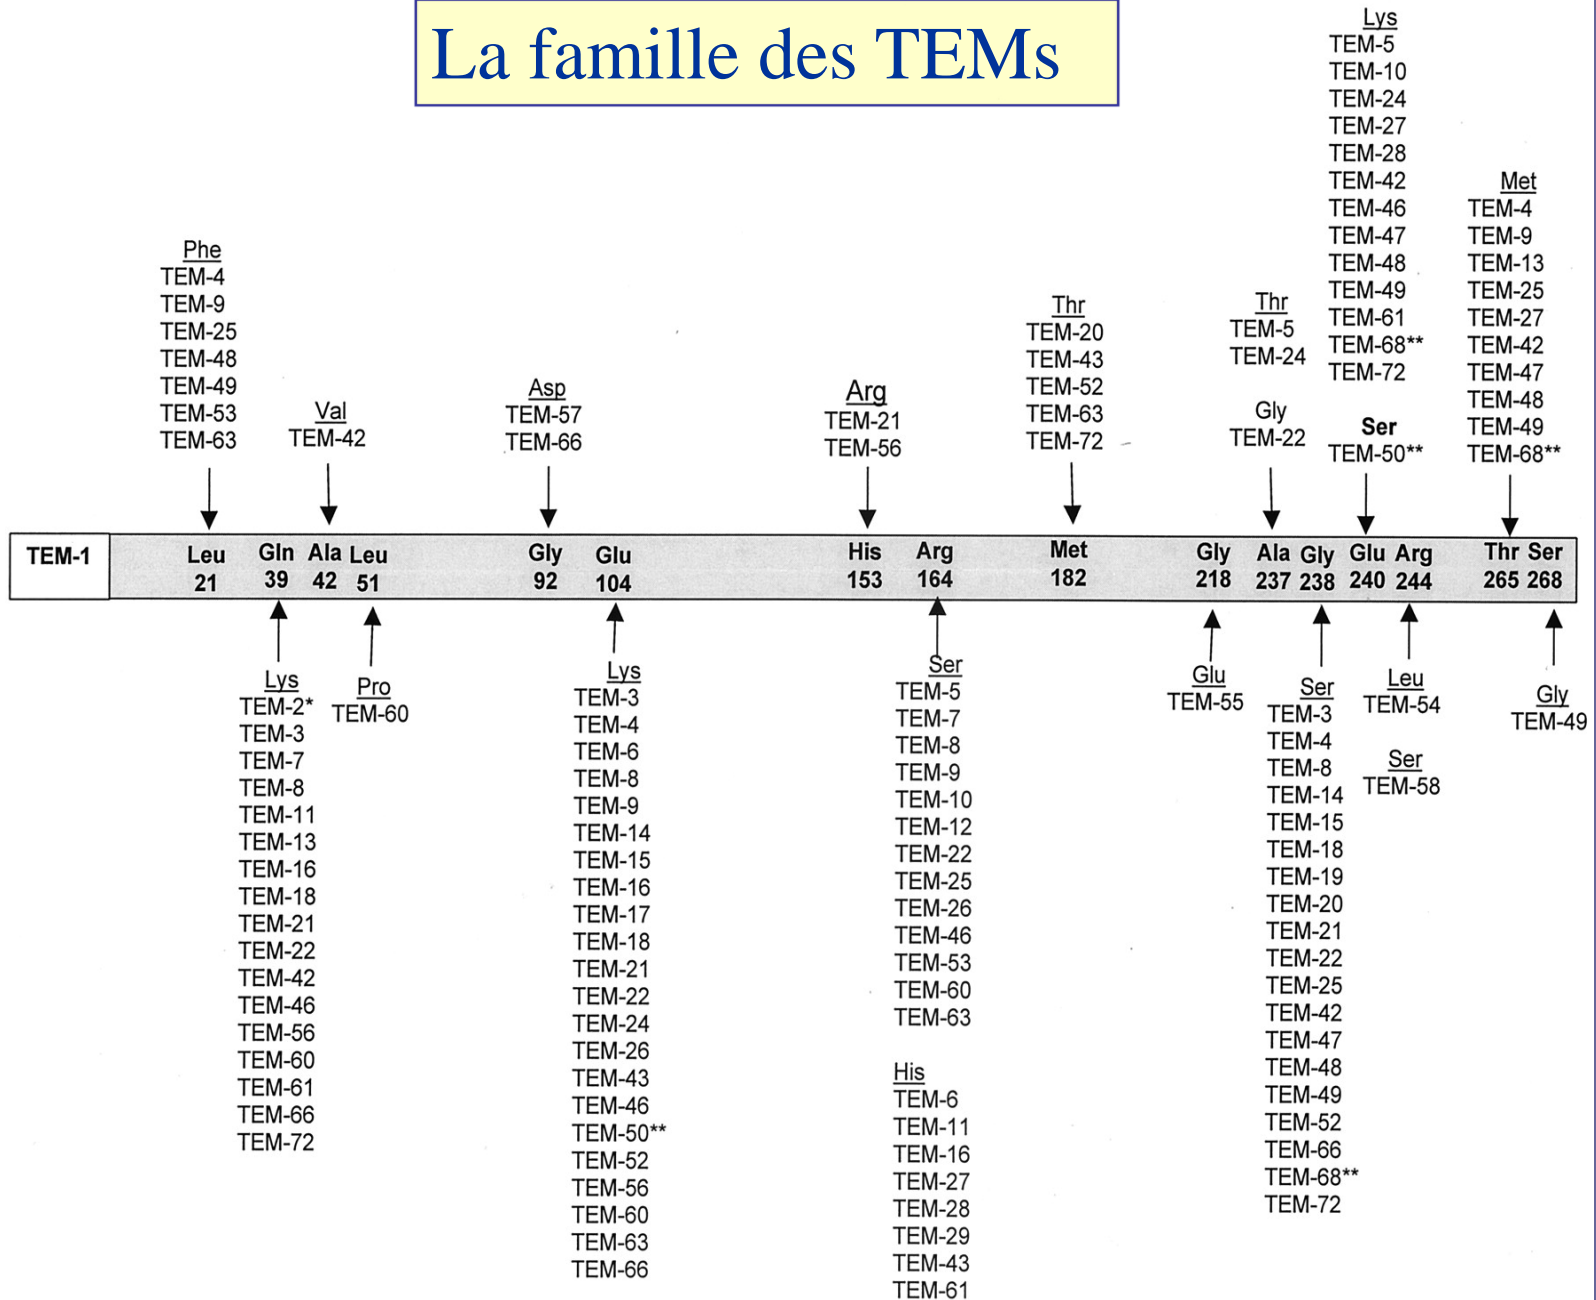 La famille des TEMs
Phe
TEM-4
TEM-9
TEM-25
TEM-48
TEM-49
TEM-53
TEM-63
Val
TEM-42
Asp
TEM-57
TEM-66
Arg
TEM-21
TEM-56
Thr
TEM-20
TEM-43
TEM-52
TEM-63
TEM-72
Thr
TEM-5
TEM-24
Gly
TEM-22
Lys
TEM-5
TEM-10
TEM-24
TEM-27
TEM-28
TEM-42
TEM-46
TEM-47
TEM-48
TEM-49
TEM-61
TEM-68**
TEM-72
Ser
TEM-50**
Met
TEM-4
TEM-9
TEM-13
TEM-25
TEM-27
TEM-42
TEM-47
TEM-48
TEM-49
TEM-68**
TEM-1
Leu Gln Ala Leu Gly Glu His Arg Met Gly Ala Gly Glu Arg Thr Ser
21 39 42 51 92 104 153 164 182 218 237 238 240 244 265 268
Lys
TEM-2*
TEM-3
TEM-7
TEM-8
TEM-11
TEM-13
TEM-16
TEM-18
TEM-21
TEM-22
TEM-42
TEM-46
TEM-56
TEM-60
TEM-61
TEM-66
TEM-72
Pro
TEM-60
Lys
TEM-3
TEM-4
TEM-6
TEM-8
TEM-9
TEM-14
TEM-15
TEM-16
TEM-17
TEM-18
TEM-21
TEM-22
TEM-24
TEM-26
TEM-43
TEM-46
TEM-50**
TEM-52
TEM-56
TEM-60
TEM-63
TEM-66
Ser
TEM-5
TEM-7
TEM-8
TEM-9
TEM-10
TEM-12
TEM-22
TEM-25
TEM-26
TEM-46
TEM-53
TEM-60
TEM-63
His
TEM-6
TEM-11
TEM-16
TEM-27
TEM-28
TEM-29
TEM-43
TEM-61
Glu
TEM-55
Ser
TEM-3
TEM-4
TEM-8
TEM-14
TEM-15
TEM-18
TEM-19
TEM-20
TEM-21
TEM-22
TEM-25
TEM-42
TEM-47
TEM-48
TEM-49
TEM-52
TEM-66
TEM-68**
TEM-72
Leu
TEM-54
Ser
TEM-58
Gly
TEM-49